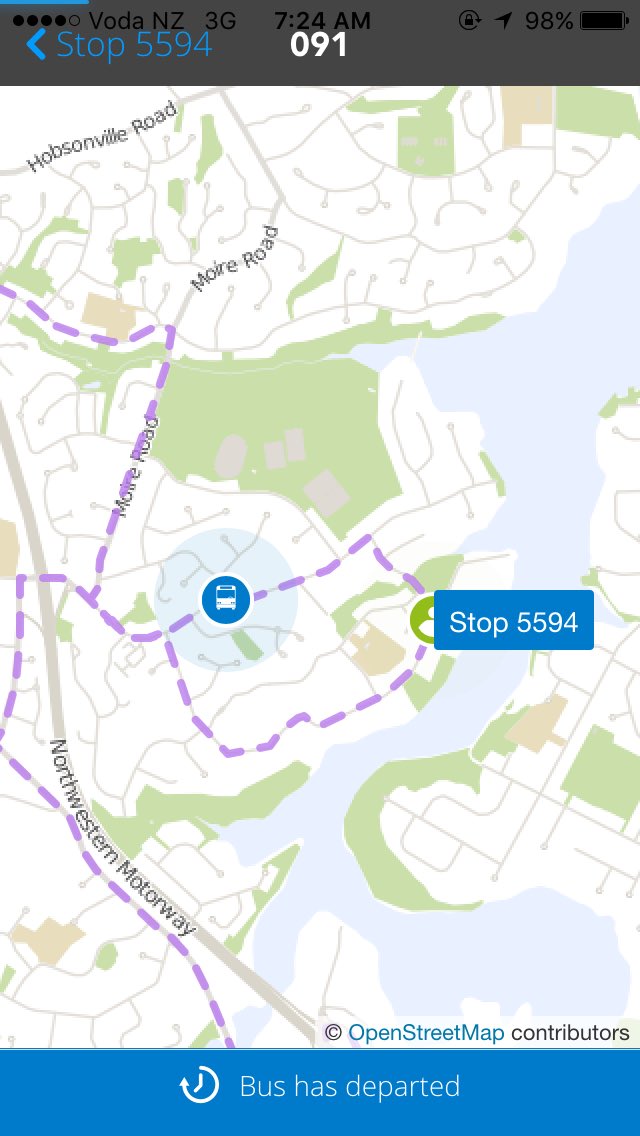 Voda NZ 3G 7:24 AM 98%
Stop 5594 091
Hobsonville Road
Moire Road
Moire Road
Stop 5594
Northwestern Motorway
© OpenStreetMap contributors
Bus has departed